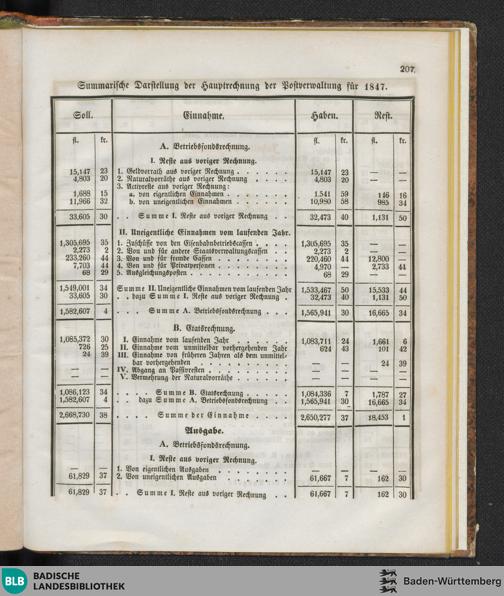 207
Summarische Darstellung der Hauptrechnung der Postverwaltung für 1847.
Soll. Einnahme. Haben. Rest.
fl. kr. fl. kr. fl. kr.
A. Betriebsfondsrechnung.
I. Reste aus voriger Rechnung.
15,147 23 1. Geldvorrath aus voriger Rechnung . . . . . . 15,147 23 — —
4,803 20 2. Naturalvorräthe aus voriger Rechnung . . . . 4,803 20 — —
3. Activreste aus voriger Rechnung:
1,688 15 a. von eigentlichen Einnahmen . . . . . . 1,541 59 146 16
11,966 32 b. von uneigentlichen Einnahmen . . . . . 10,980 58 985 34
33,605 30 . . Summe I. Reste aus voriger Rechnung . . 32,473 40 1,131 50
II. Uneigentliche Einnahmen vom laufenden Jahr.
1,305,695 35 1. Zuschüsse von den Eisenbahnbetriebscassen . . 1,305,695 35 — —
2,273 2 2. Von und für andere Staatsverwaltungscassen . . 2,273 2 — —
233,260 44 3. Von und für fremde Cassen . . . . . 220,460 44 12,800 —
7,703 44 4. Von und für Privatpersonen . . . . . 4,970 — 2,733 44
68 29 5. Ausgleichungsposten . . . . . . 68 29 — —
1,549,001 34 Summe II. Uneigentliche Einnahmen vom laufenden Jahr 1,533,467 50 15,533 44
33,605 30 . . dazu Summe I. Reste aus voriger Rechnung 32,473 40 1,131 50
1,582,607 4 . . . Summe A. Betriebsfondsrechnung . . . 1,565,941 30 16,665 34
B. Etatsrechnung.
1,085,372 30 I. Einnahme vom laufenden Jahr . . . . . 1,083,711 24 1,661 6
726 25 II. Einnahme vom unmittelbar vorhergehenden Jahr 624 43 101 42
24 39 III. Einnahme von früheren Jahren als dem unmittel-
bar vorhergehenden . . . . . . — — 24 39
— — IV. Abgang an Passivresten . . . . . . — — — —
— — V. Vermehrung der Naturalvorräthe . . . . — — — —
1,086,123 34 . . . . Summe B. Etatsrechnung . . . . . 1,084,336 7 1,787 27
1,582,607 4 . . dazu Summe A. Betriebsfondsrechnung . . 1,565,941 30 16,665 34
2,668,730 38 . . . . Summe der Einnahme . . . . 2,650,277 37 18,453 1
Ausgabe.
A. Betriebsfondsrechnung.
I. Reste aus voriger Rechnung.
— — 1. Von eigentlichen Ausgaben . . . . . . — — — —
61,829 37 2. Von uneigentlichen Ausgaben . . . . . 61,667 7 162 30
61,829 37 . . Summe I. Reste aus voriger Rechnung . . 61,667 7 162 30
BLB BADISCHE
LANDESBIBLIOTHEK
Baden-Württemberg